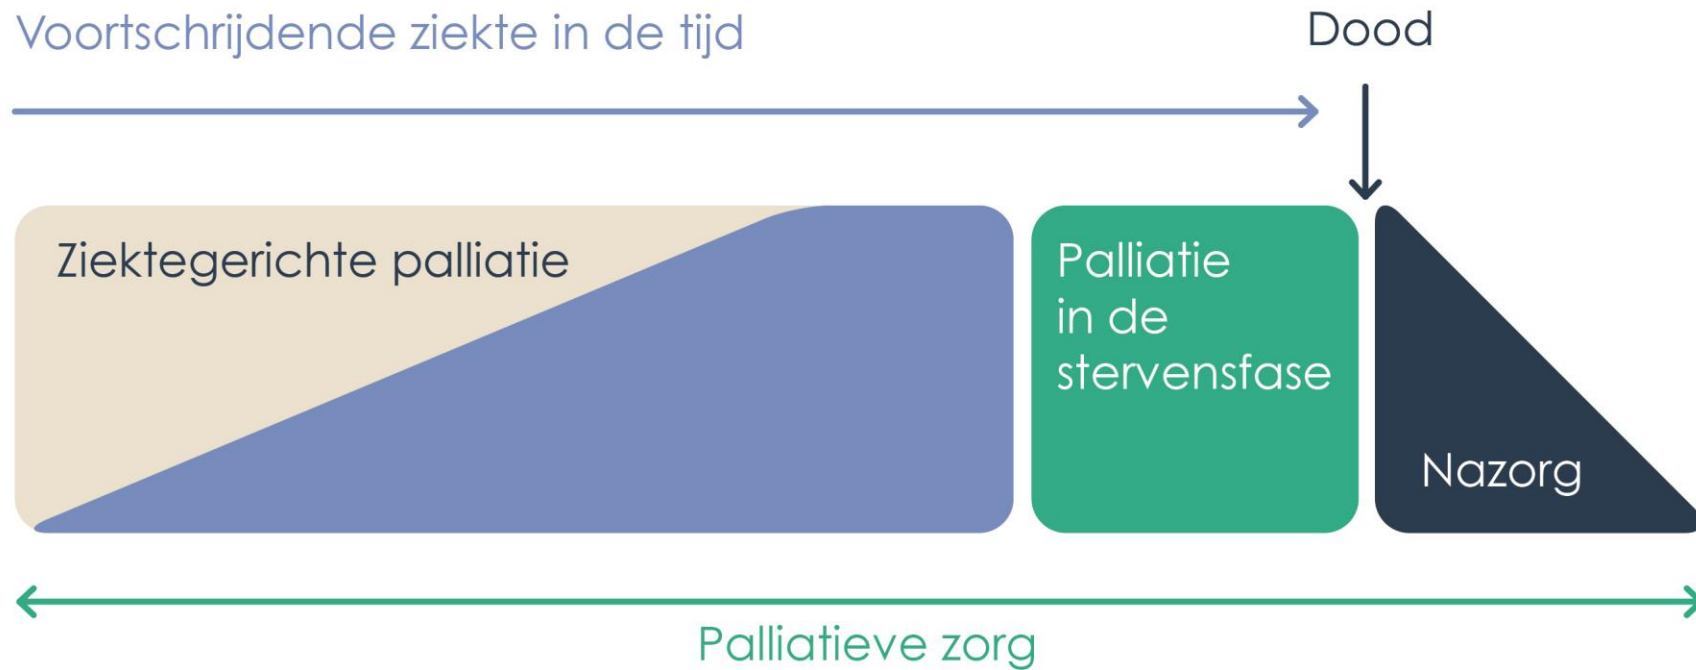 Voortschrijdende ziekte in de tijd
Dood
Ziektegerichte palliatie
Palliatie
in de
stervensfase
Nazorg
Palliatieve zorg